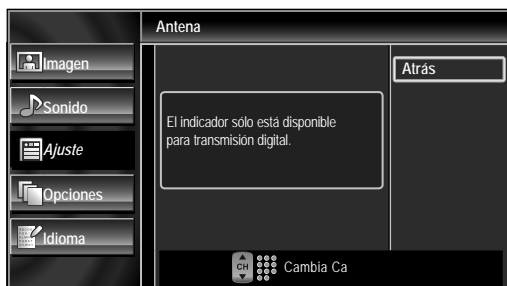 Antena
Imagen
Sonido
Ajuste
Opciones
Idioma
Atrás
El indicador sólo está disponible
para transmisión digital.
CH
Cambia Ca